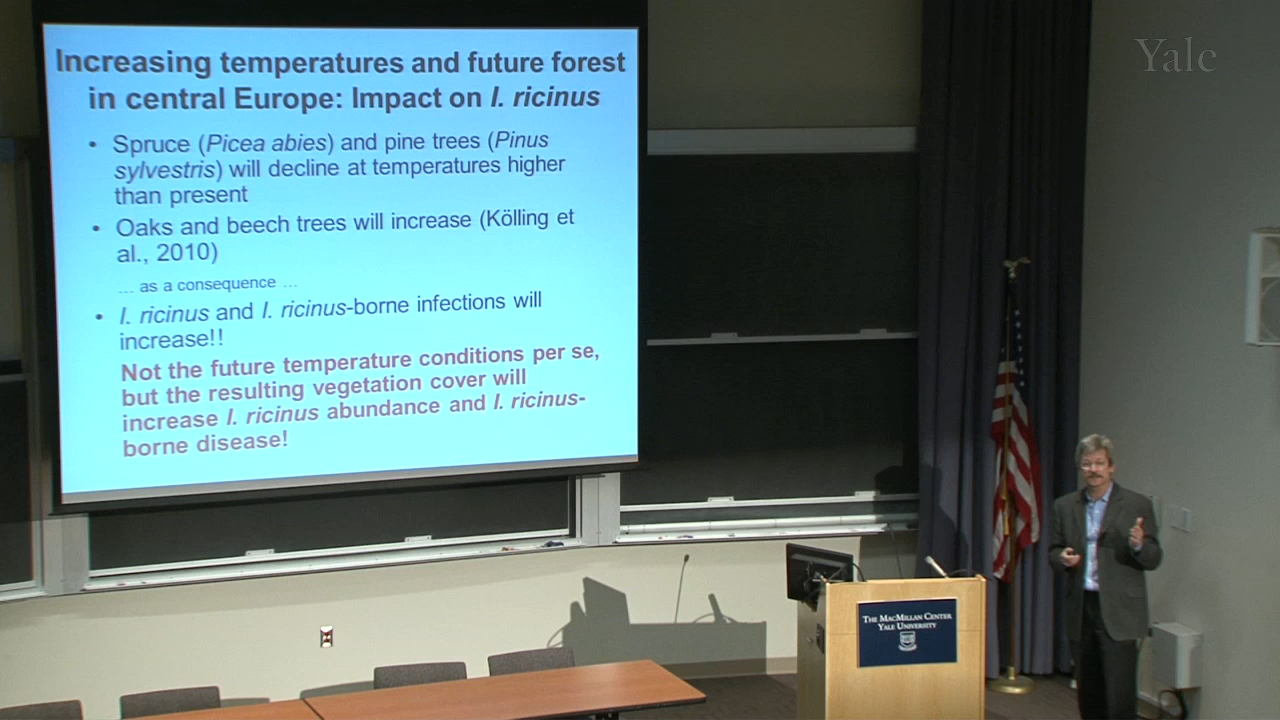 Yale
Increasing temperatures and future forest
in central Europe: Impact on I. ricinus
• Spruce (Picea abies) and pine trees (Pinus
sylvestris) will decline at temperatures higher
than present
• Oaks and beech trees will increase (Kölling et
al., 2010)
... as a consequence ...
• I. ricinus and I. ricinus-borne infections will
increase!!
Not the future temperature conditions per se,
but the resulting vegetation cover will
increase I. ricinus abundance and I. ricinus-
borne disease!
THE MACMILLAN CENTER
YALE UNIVERSITY